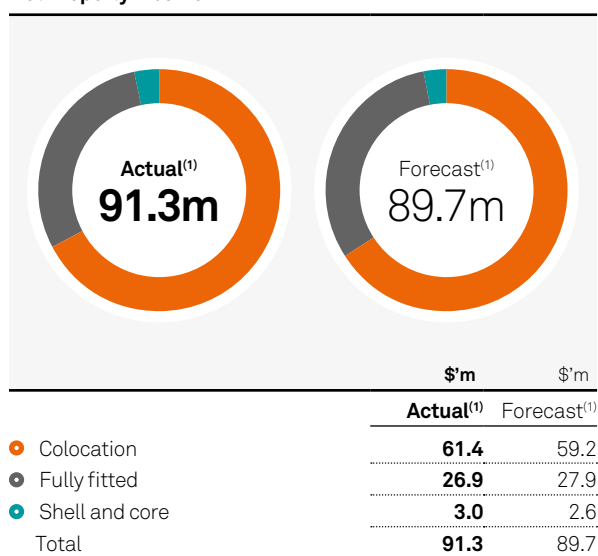 Actual(1) Forecast(1)
91.3m 89.7m
$'m $'m
Actual(1) Forecast(1)
Colocation 61.4 59.2
Fully fitted 26.9 27.9
Shell and core 3.0 2.6
Total 91.3 89.7